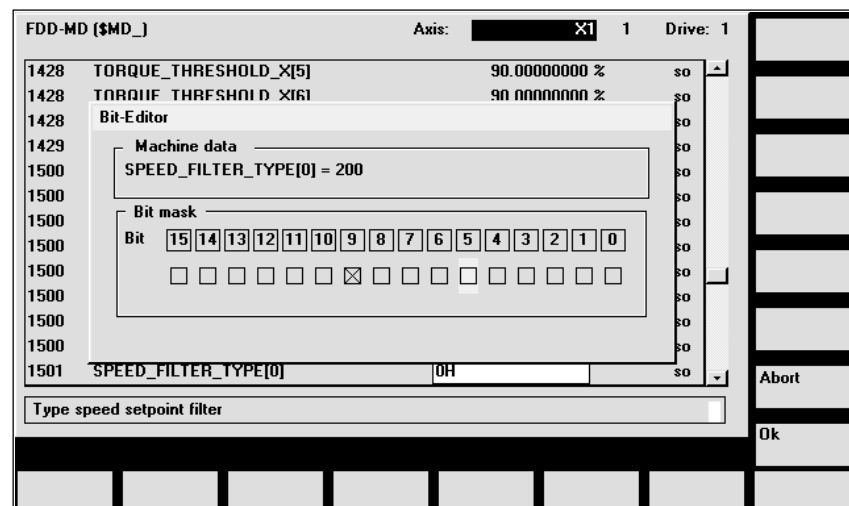 FDD-MD ($MD_) Axis: X1 1 Drive: 1
1428 TORQUE_THRESHOLD_X[5] 90.00000000 % so
1428 TORQUE_THRESHOLD_X[6] 90.00000000 % so
1428 so
Bit-Editor
1429 so
Machine data
1500 SPEED_FILTER_TYPE[0] = 200 so
1500 so
1500 so
Bit mask
1500 so
Bit 15 14 13 12 11 10 9 8 7 6 5 4 3 2 1 0
1500 so
1500 so
1500 so
1500 so
1501 SPEED_FILTER_TYPE[0] 0H so
Abort
Type speed setpoint filter
Ok